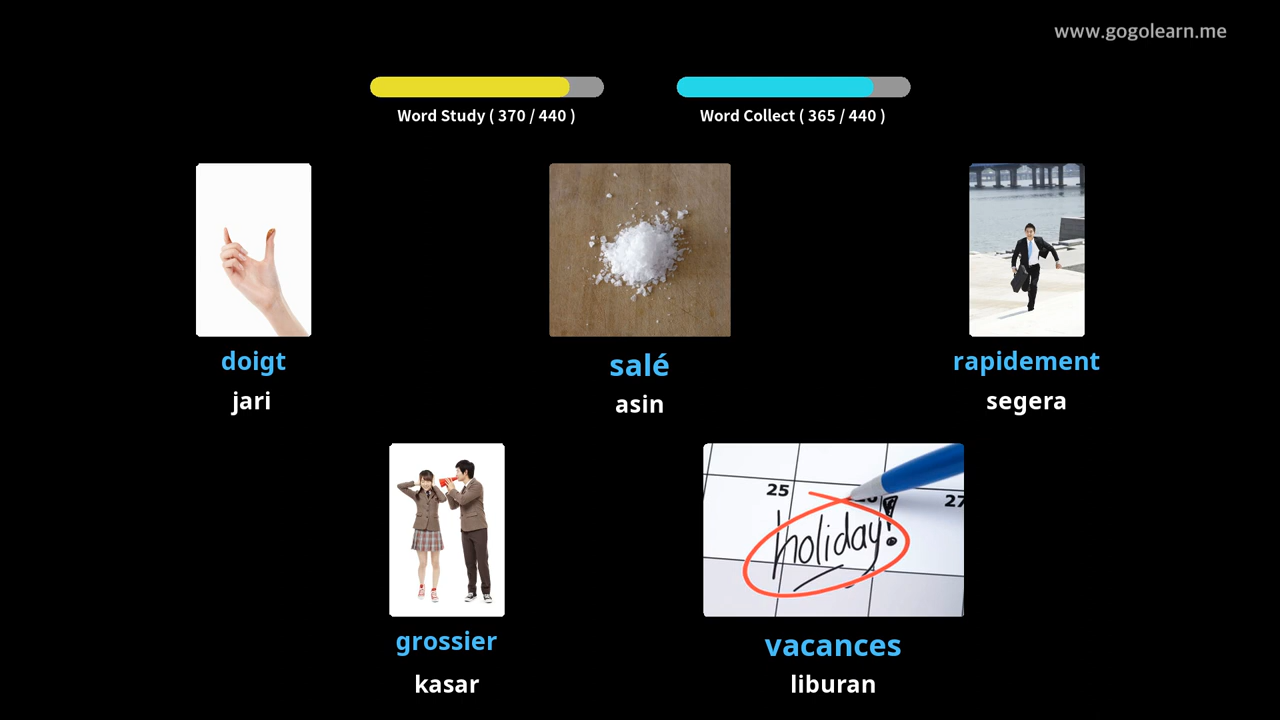 www.gogolearn.me
Word Study ( 370 / 440 )
Word Collect ( 365 / 440 )
doigt
jari
salé
asin
rapidement
segera
grossier
kasar
25
27
holiday!
vacances
liburan